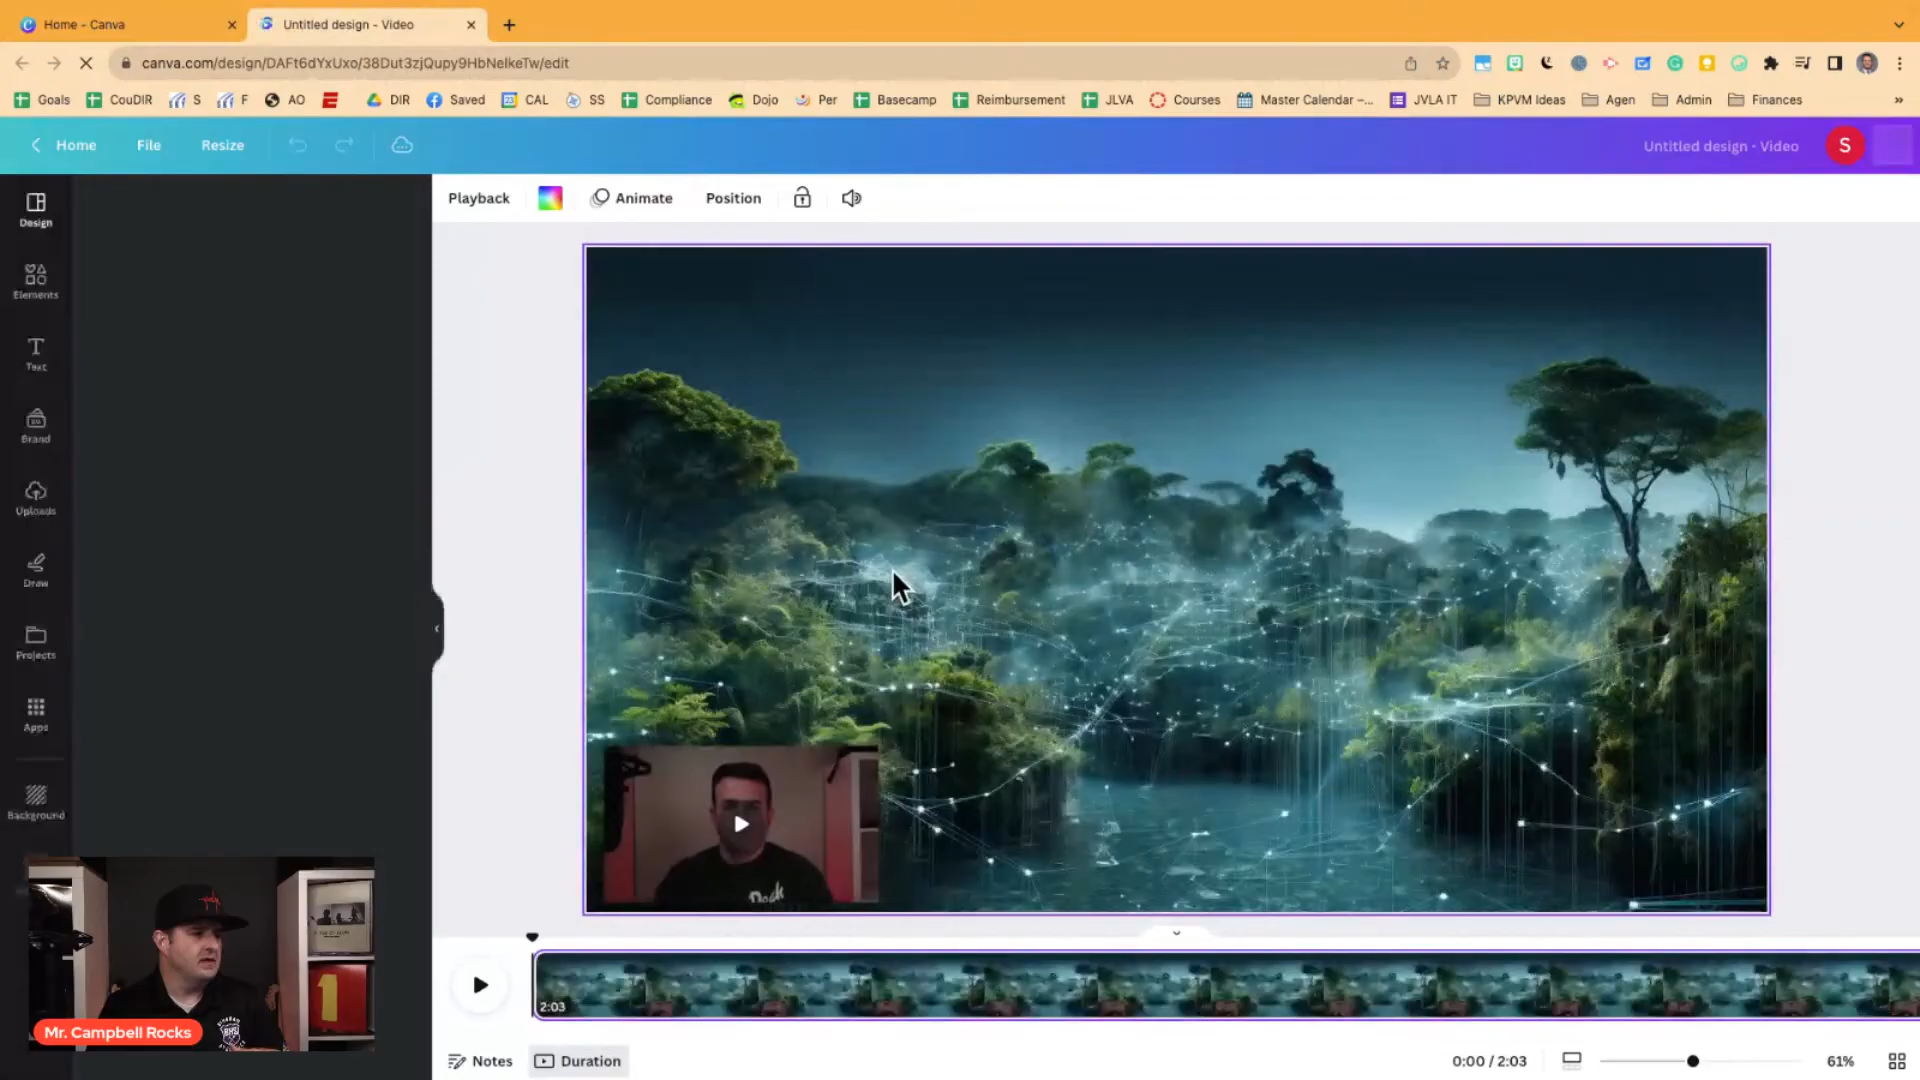 Home - Canva
Untitled design - Video
canva.com/design/DAFt6dYxUxo/38Dut3zjQupy9HbNelkeTw/edit
Goals CouDIR S F AO DIR Saved CAL SS Compliance Dojo Per Basecamp Reimbursement JLVA Courses Master Calendar –... JVLA IT KPVM Ideas Agen Admin Finances »
Home File Resize Untitled design - Video S
Playback Animate Position
Design
Elements
Text
Brand
Uploads
Draw
Projects
Apps
Background
2:03
1
Mr. Campbell Rocks
Notes Duration 0:00 / 2:03 61%